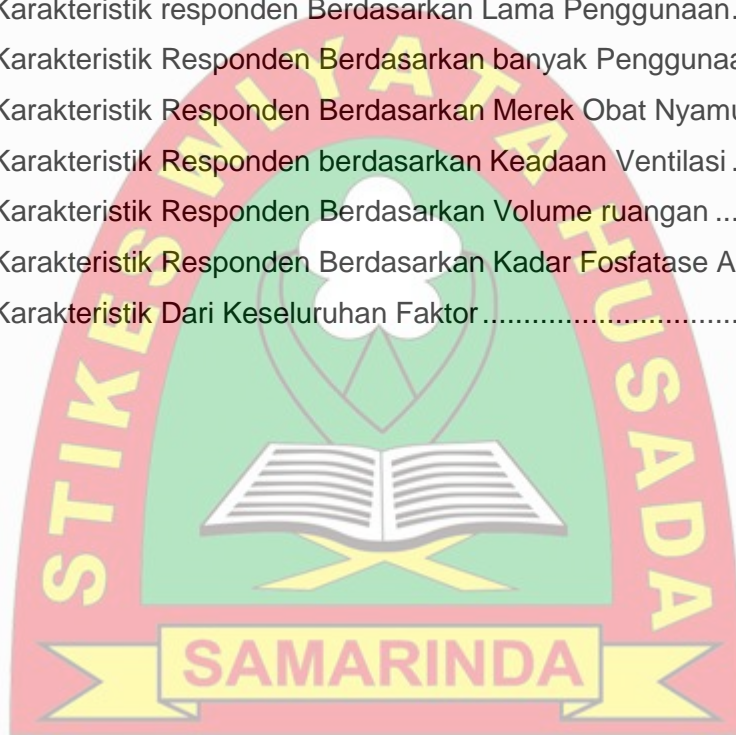 Karakteristik responden Berdasarkan Lama Penggunaan.
Karakteristik Responden Berdasarkan banyak Penggunaa
Karakteristik Responden Berdasarkan Merek Obat Nyamu
Karakteristik Responden berdasarkan Keadaan Ventilasi .
Karakteristik Responden Berdasarkan Volume ruangan ...
Karakteristik Responden Berdasarkan Kadar Fosfatase A
Karakteristik Dari Keseluruhan Faktor ...............................
STIKES WIYATA HUSADA
SAMARINDA